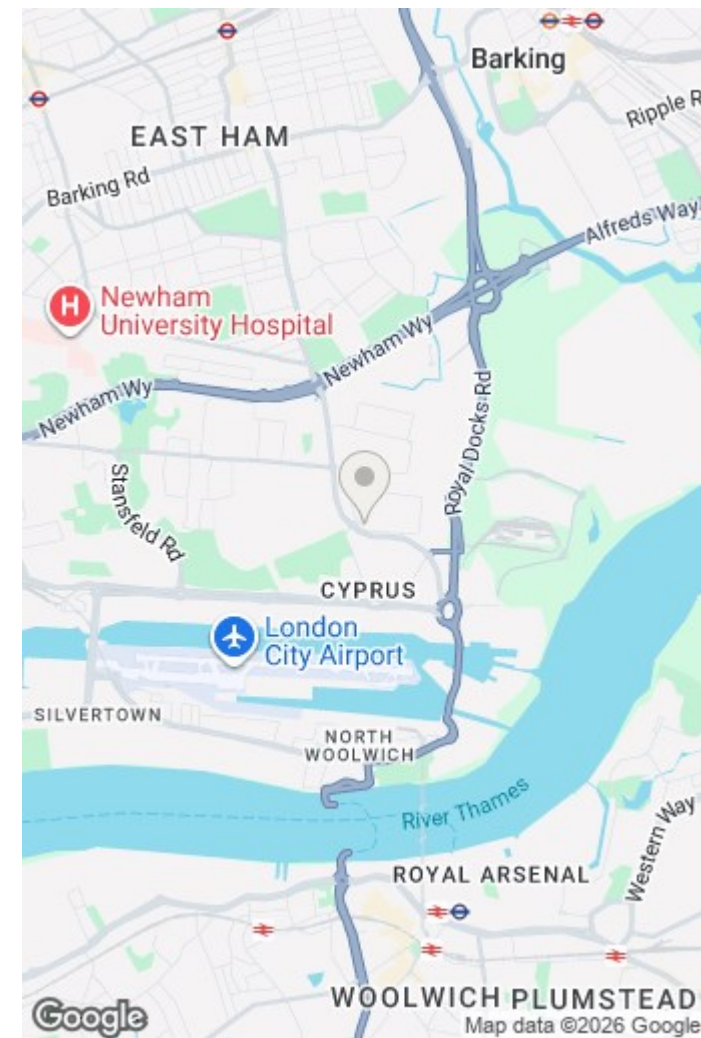 Barking
Ripple R
EAST HAM
Barking Rd
Alfreds Way
H
Newham
University Hospital
Newham Wy
Newham Wy
Royal Docks Rd
Stansfeld Rd
CYPRUS
London
City Airport
SILVERTOWN
NORTH
WOOLWICH
River Thames
Western Way
ROYAL ARSENAL
WOOLWICH
PLUMSTEAD
Google
Map data ©2026 Google